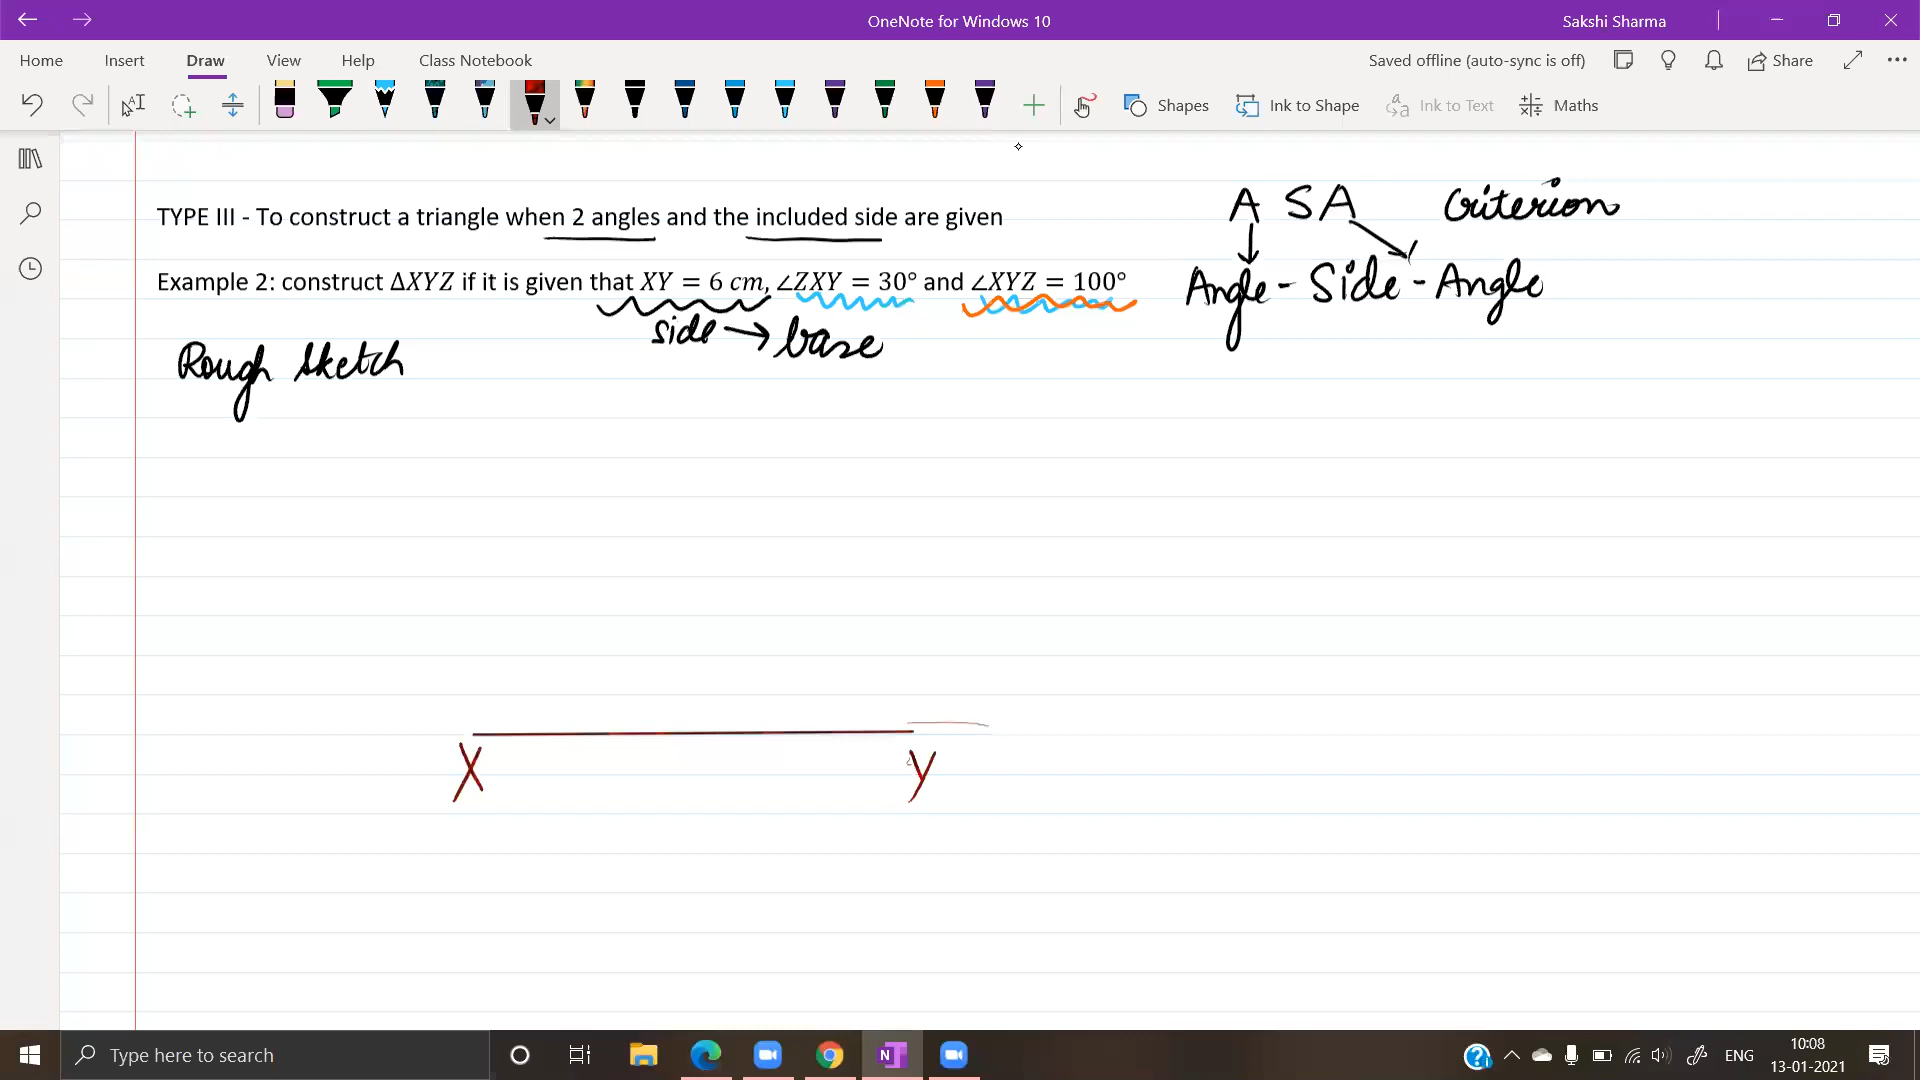 OneNote for Windows 10
Sakshi Sharma
Home Insert Draw View Help Class Notebook
Saved offline (auto-sync is off) Share
Shapes Ink to Shape Ink to Text Maths
TYPE III - To construct a triangle when 2 angles and the included side are given
A S A Criterion
Example 2: construct ΔXYZ if it is given that XY = 6 cm, ∠ZXY = 30° and ∠XYZ = 100°
Angle - Side - Angle
side → base
Rough Sketch
X Y
Type here to search
ENG
10:08
13-01-2021